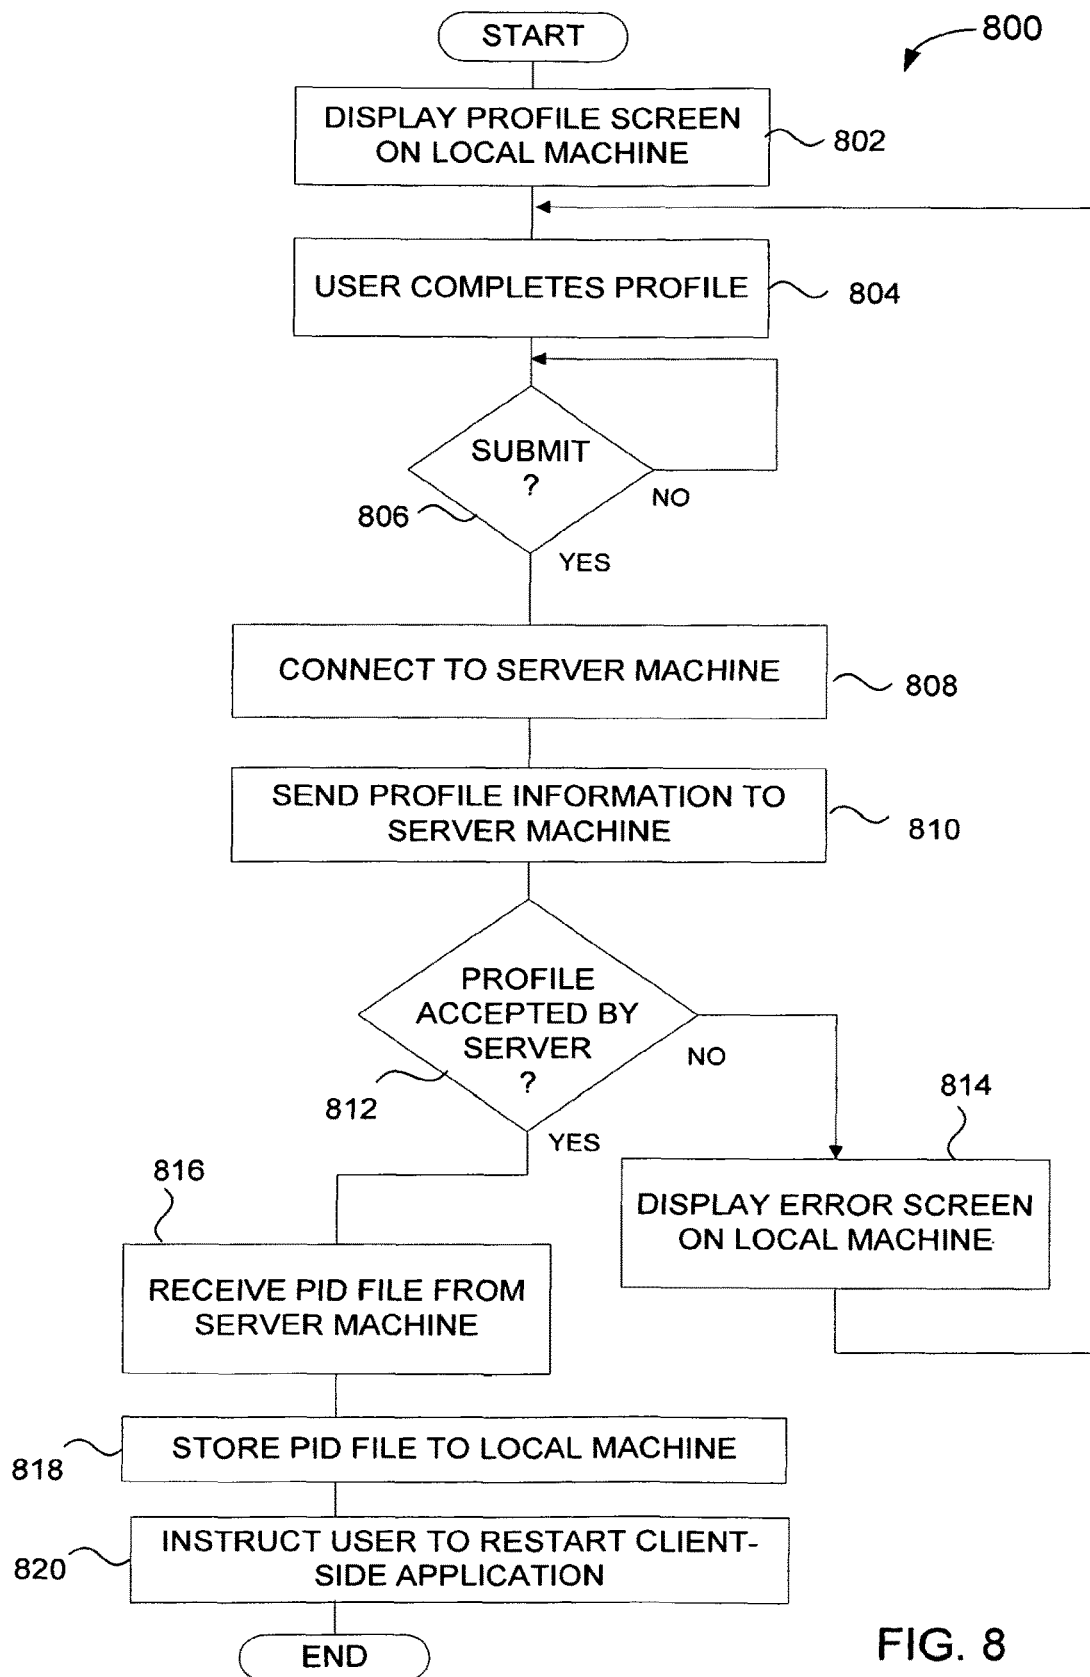 START
800
DISPLAY PROFILE SCREEN
ON LOCAL MACHINE
802
USER COMPLETES PROFILE
804
SUBMIT
?
NO
806
YES
CONNECT TO SERVER MACHINE
808
SEND PROFILE INFORMATION TO
SERVER MACHINE
810
PROFILE
ACCEPTED BY
SERVER
?
NO
812
YES
814
816
DISPLAY ERROR SCREEN
ON LOCAL MACHINE
RECEIVE PID FILE FROM
SERVER MACHINE
STORE PID FILE TO LOCAL MACHINE
818
INSTRUCT USER TO RESTART CLIENT-
SIDE APPLICATION
820
END
FIG. 8